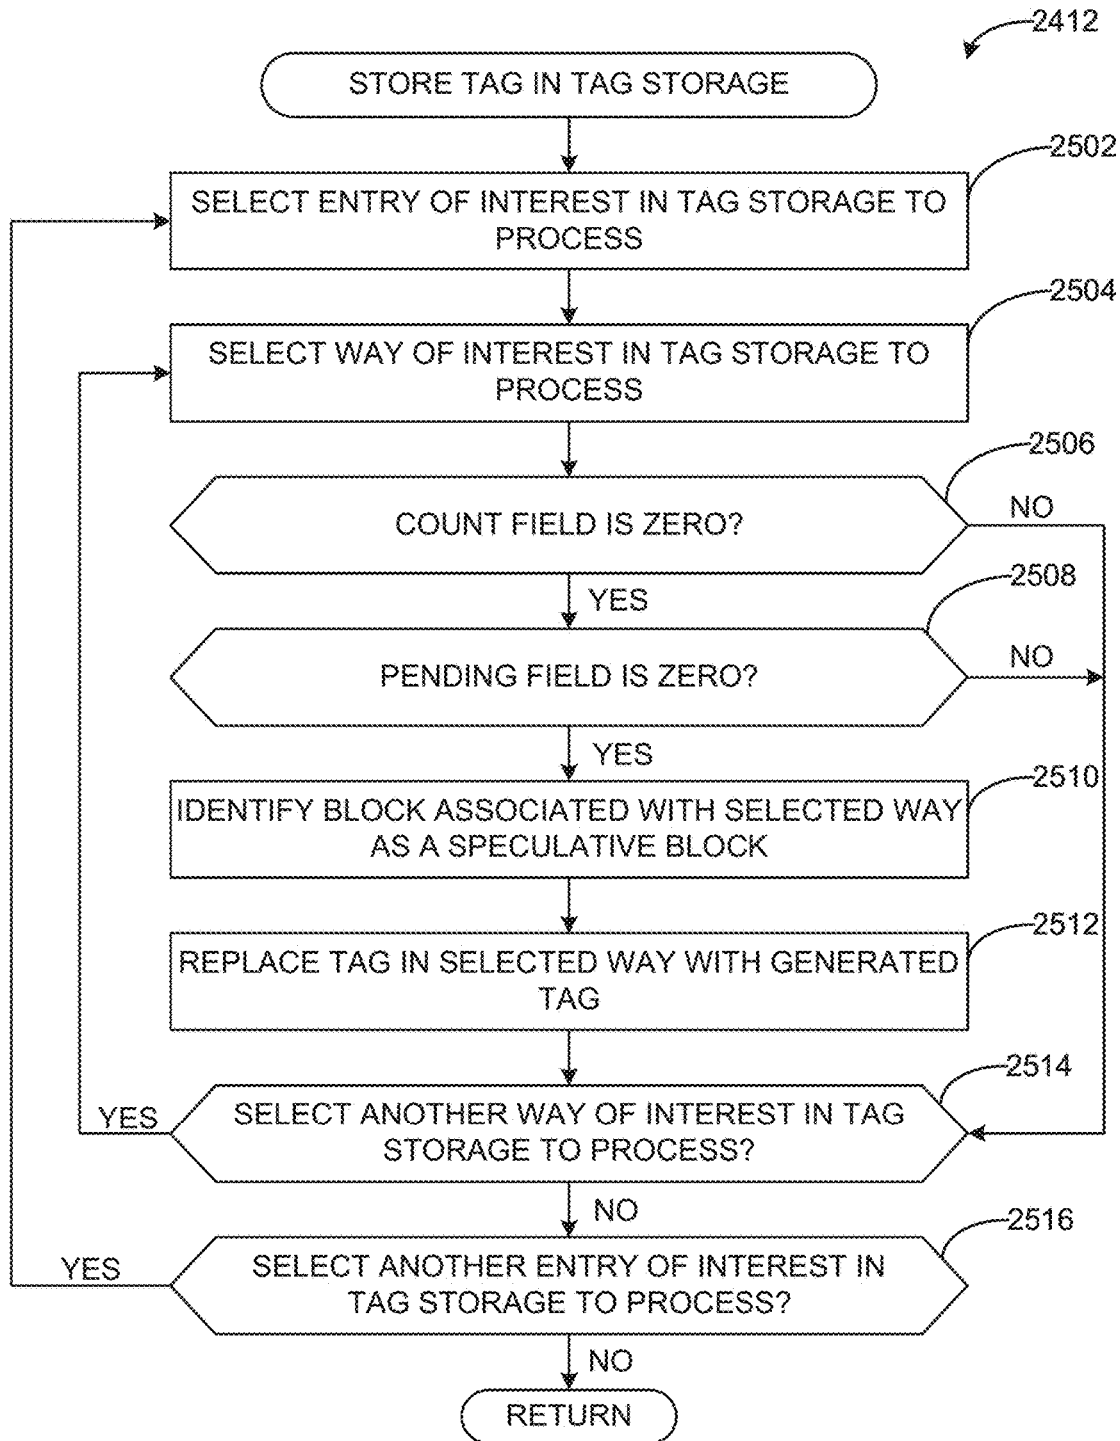 2412
STORE TAG IN TAG STORAGE
2502
SELECT ENTRY OF INTEREST IN TAG STORAGE TO
PROCESS
2504
SELECT WAY OF INTEREST IN TAG STORAGE TO
PROCESS
2506
COUNT FIELD IS ZERO?
NO
YES
2508
PENDING FIELD IS ZERO?
NO
YES
2510
IDENTIFY BLOCK ASSOCIATED WITH SELECTED WAY
AS A SPECULATIVE BLOCK
2512
REPLACE TAG IN SELECTED WAY WITH GENERATED
TAG
2514
SELECT ANOTHER WAY OF INTEREST IN TAG
STORAGE TO PROCESS?
YES
NO
2516
SELECT ANOTHER ENTRY OF INTEREST IN
TAG STORAGE TO PROCESS?
YES
NO
RETURN